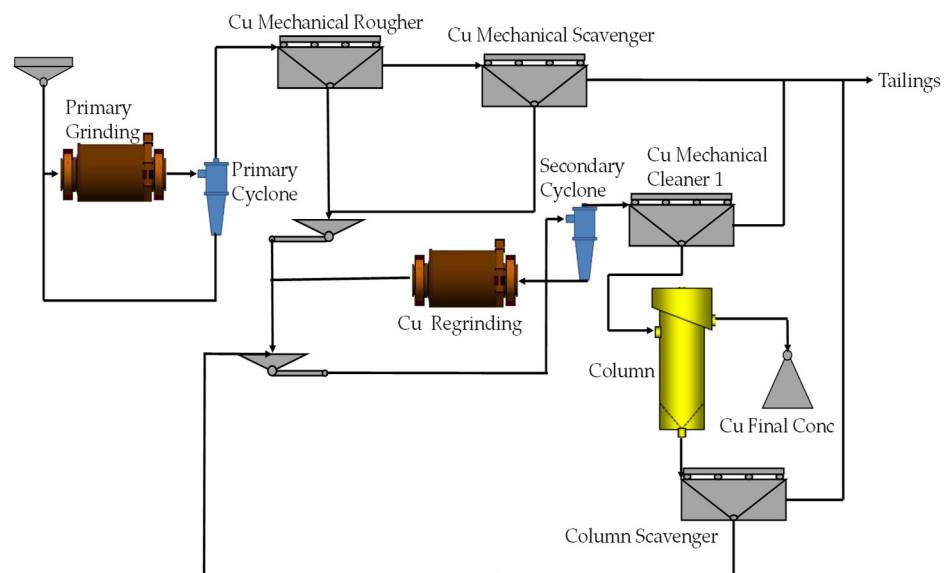 Cu Mechanical Rougher
Cu Mechanical Scavenger
Tailings
Primary
Grinding
Primary
Cyclone
Secondary
Cyclone
Cu Mechanical
Cleaner 1
Cu Regrinding
Column
Cu Final Conc
Column Scavenger